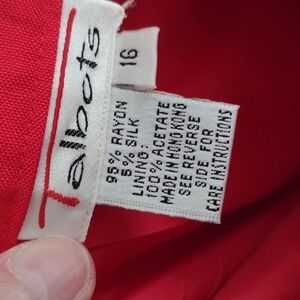 Talbots
16
95% RAYON
5% SILK
LINING:
100% ACETATE
MADE IN HONG KONG
SEE REVERSE
SIDE FOR
CARE INSTRUCTIONS